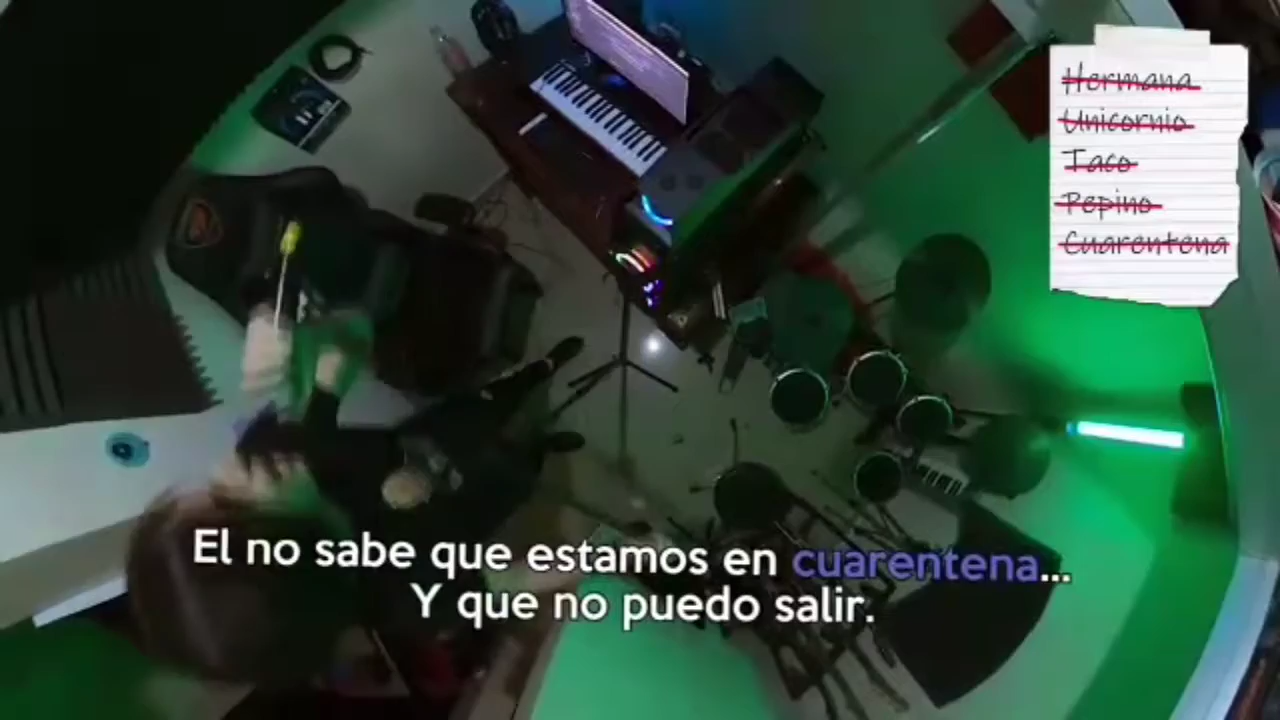 Hermana
Unicornio
Taco
Pepino
Cuarentena
El no sabe que estamos en cuarentena...
Y que no puedo salir.